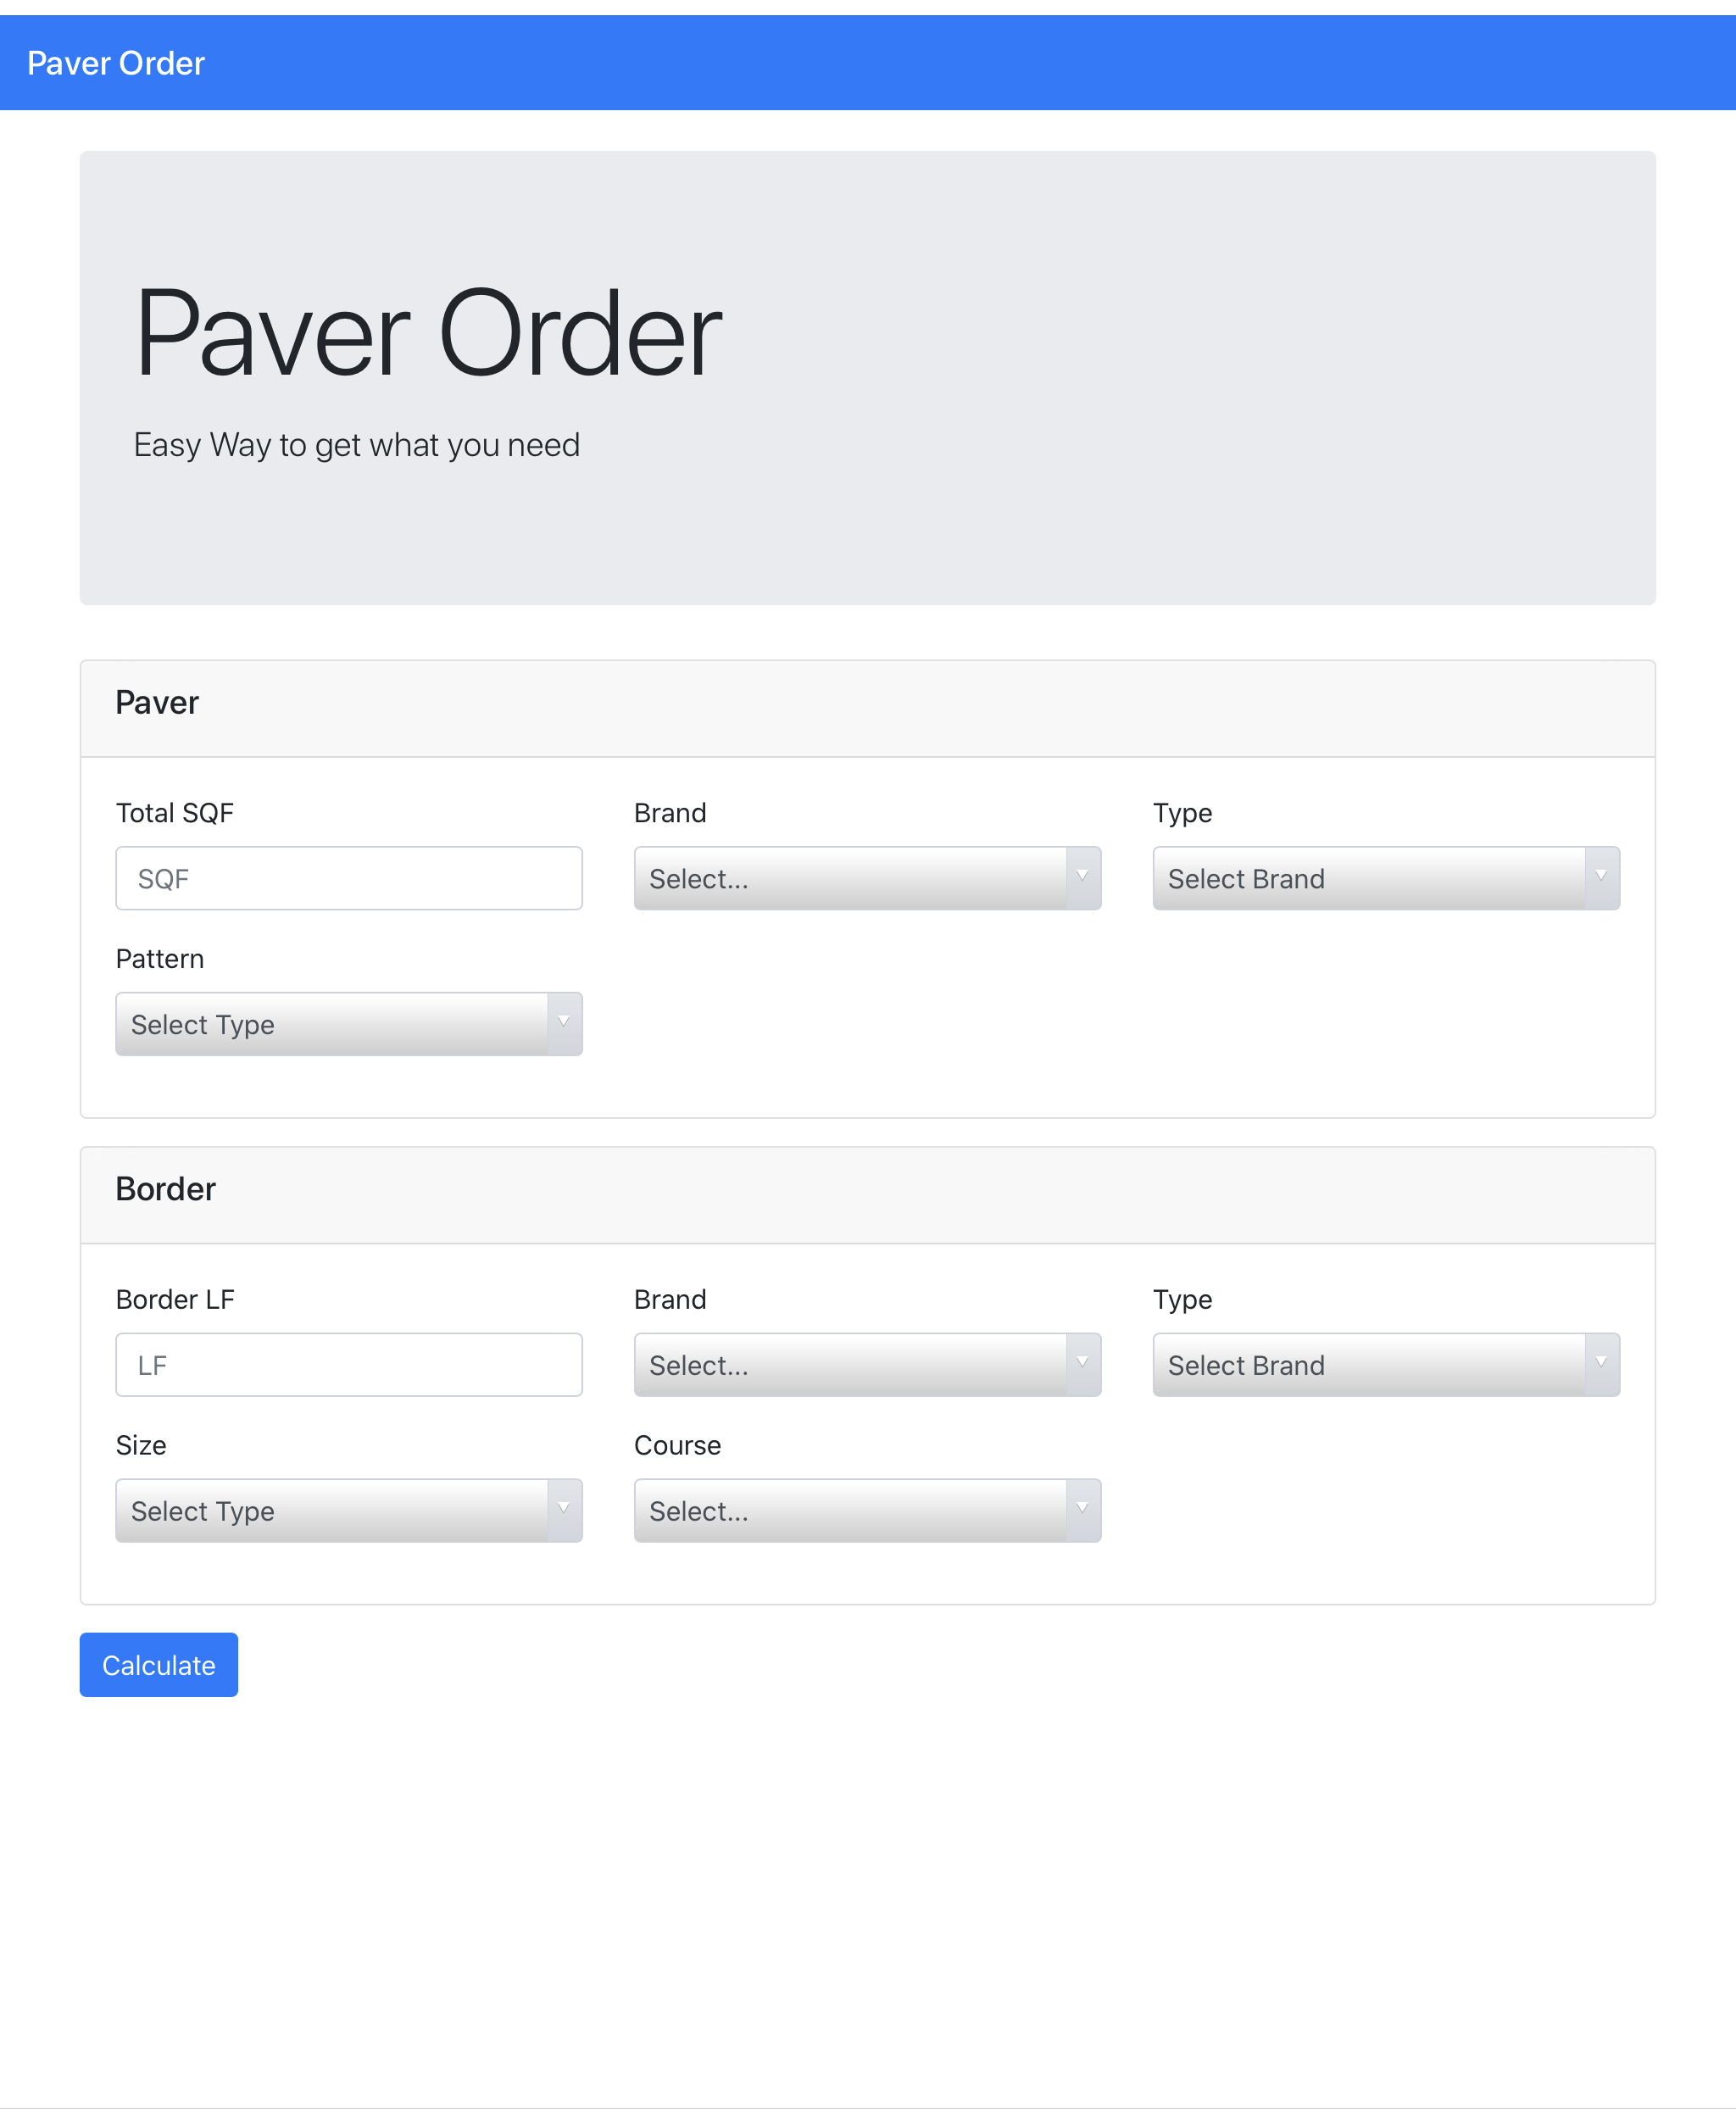 Paver Order
Paver Order
Easy Way to get what you need
Paver
Total SQF
Brand
Type
SQF
Select...
Select Brand
Pattern
Select Type
Border
Border LF
Brand
Type
LF
Select...
Select Brand
Size
Course
Select Type
Select...
Calculate